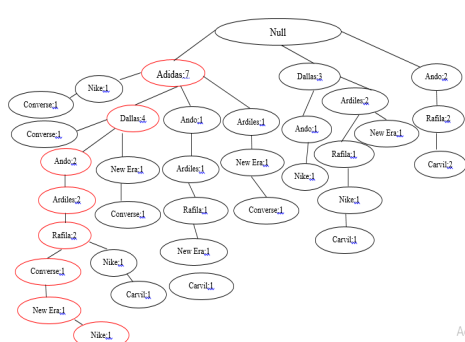 Null
Adidas;7
Dallas;3
Ando;2
Nike;1
Ardiles;2
Converse;1
Dallas;4
Ando;1
Ardiles;1
Ando;1
New Era;1
Rafila;2
Converse;1
Ando;2
New Era;1
Ardiles;1
New Era;1
Nike;1
Rafila;1
Carvil;2
Ardiles;2
Converse;1
Rafila;1
Converse;1
Nike;1
Rafila;2
Nike;1
New Era;1
Carvil;1
Converse;1
Carvil;1
Carvil;1
New Era;1
Nike;1